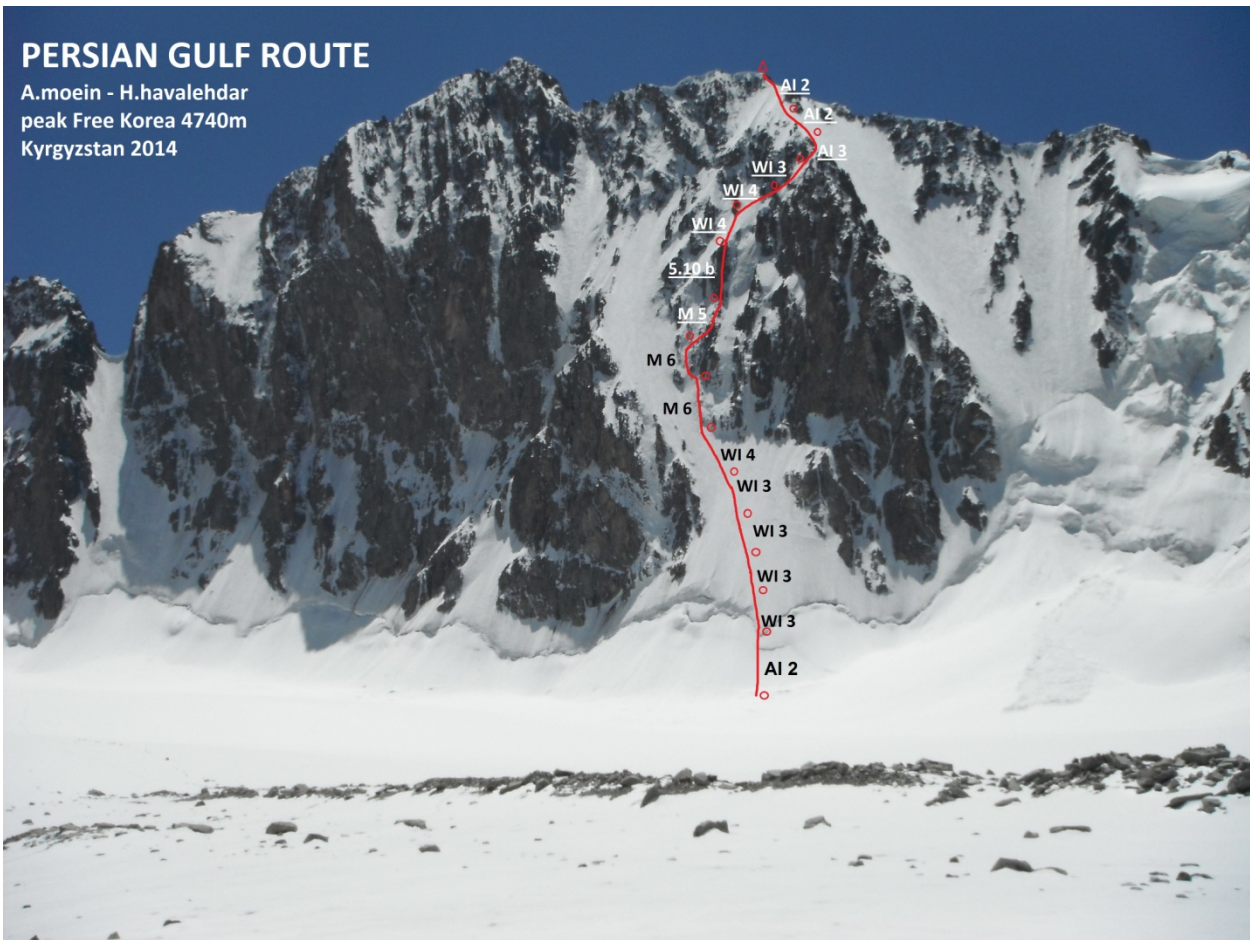 PERSIAN GULF ROUTE
A.moein - H.havalehdar
peak Free Korea 4740m
Kyrgyzstan 2014
AI 2
AI 2
AI 3
WI 3
WI 4
WI 4
5.10 b
M 5
M 6
M 6
WI 4
WI 3
WI 3
WI 3
WI 3
AI 2